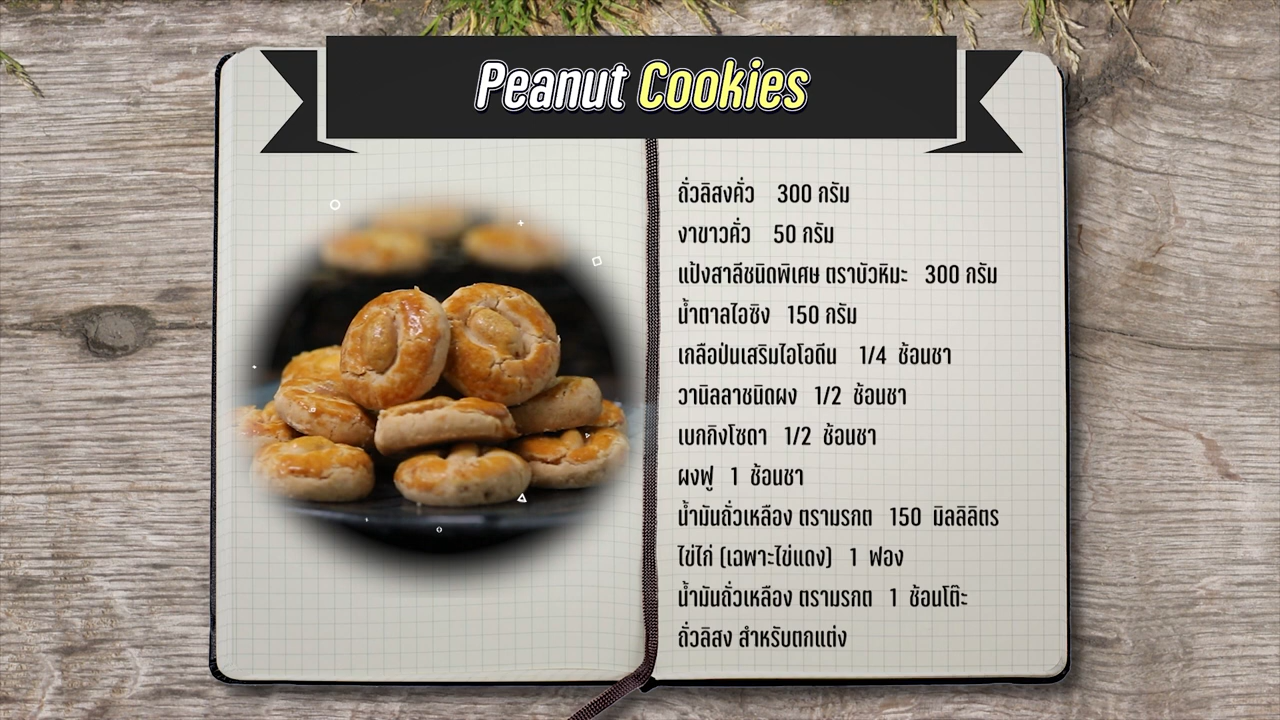 Peanut Cookies
ถั่วลิสงคั่ว 300 กรัม
งาขาวคั่ว 50 กรัม
แป้งสาลีชนิดพิเศษ ตราบัวหิมะ 300 กรัม
น้ำตาลไอซิง 150 กรัม
เกลือป่นเสริมไอโอดีน 1/4 ช้อนชา
วานิลลาชนิดผง 1/2 ช้อนชา
เบกกิงโซดา 1/2 ช้อนชา
ผงฟู 1 ช้อนชา
น้ำมันถั่วเหลือง ตรามรกต 150 มิลลิลิตร
ไข่ไก่ (เฉพาะไข่แดง) 1 ฟอง
น้ำมันถั่วเหลือง ตรามรกต 1 ช้อนโต๊ะ
ถั่วลิสง สำหรับตกแต่ง